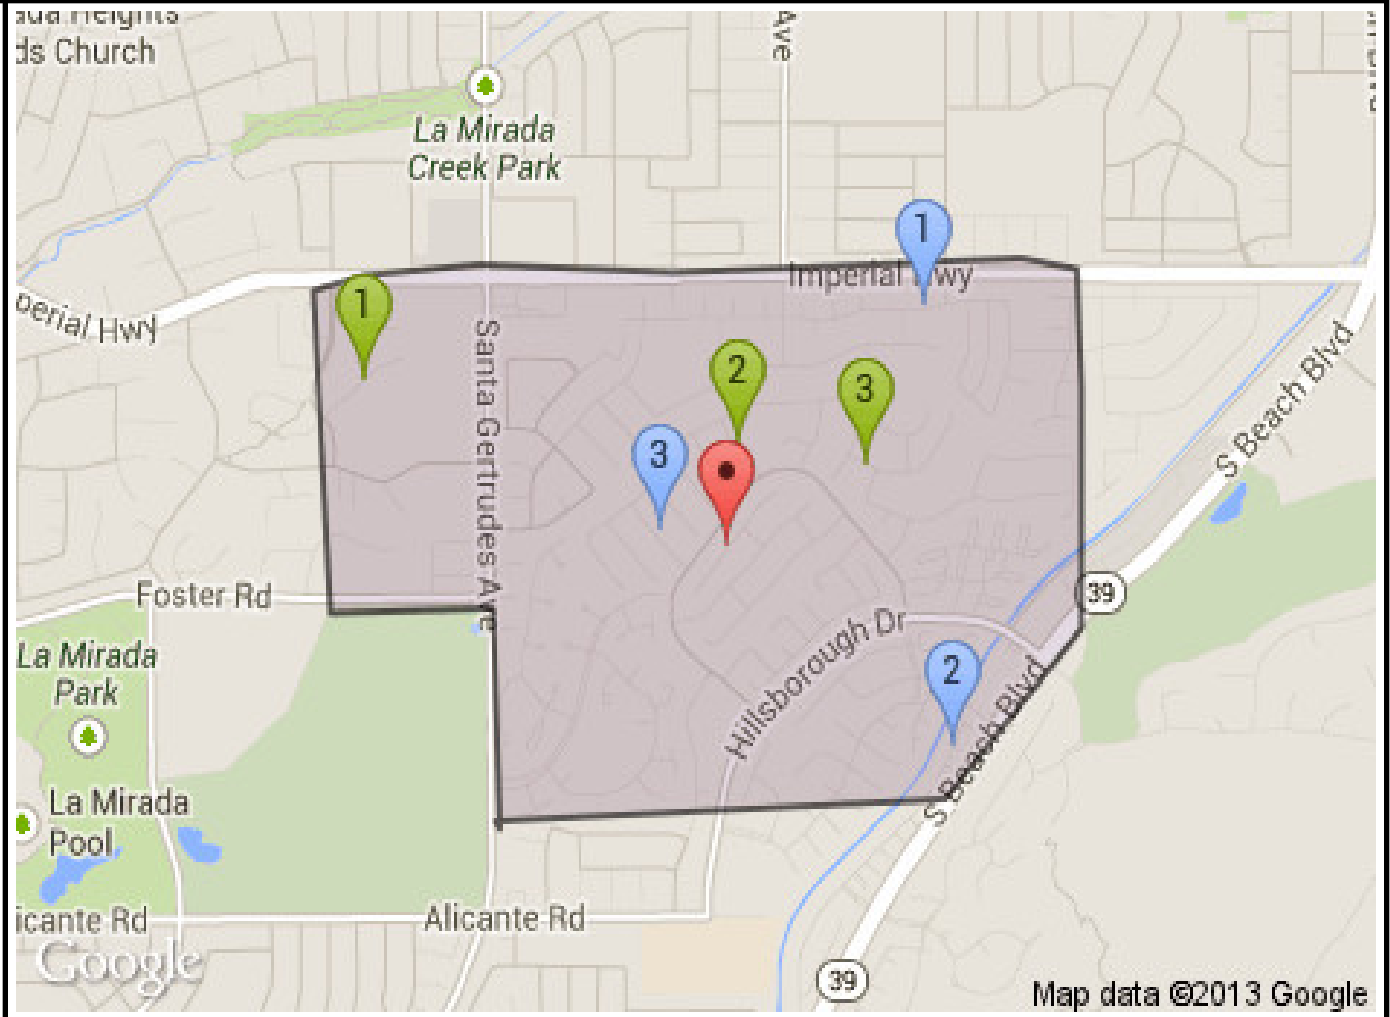 ds Church
La Mirada
Creek Park
Ave
1
Imperial Hwy
1
perial Hwy
Santa Gertrudes Ave
2
3
3
S Beach Blvd
39
Foster Rd
Hillsborough Dr
La Mirada
Park
2
S Beach Blvd
La Mirada
Pool
icante Rd
Alicante Rd
Google
39
Map data ©2013 Google